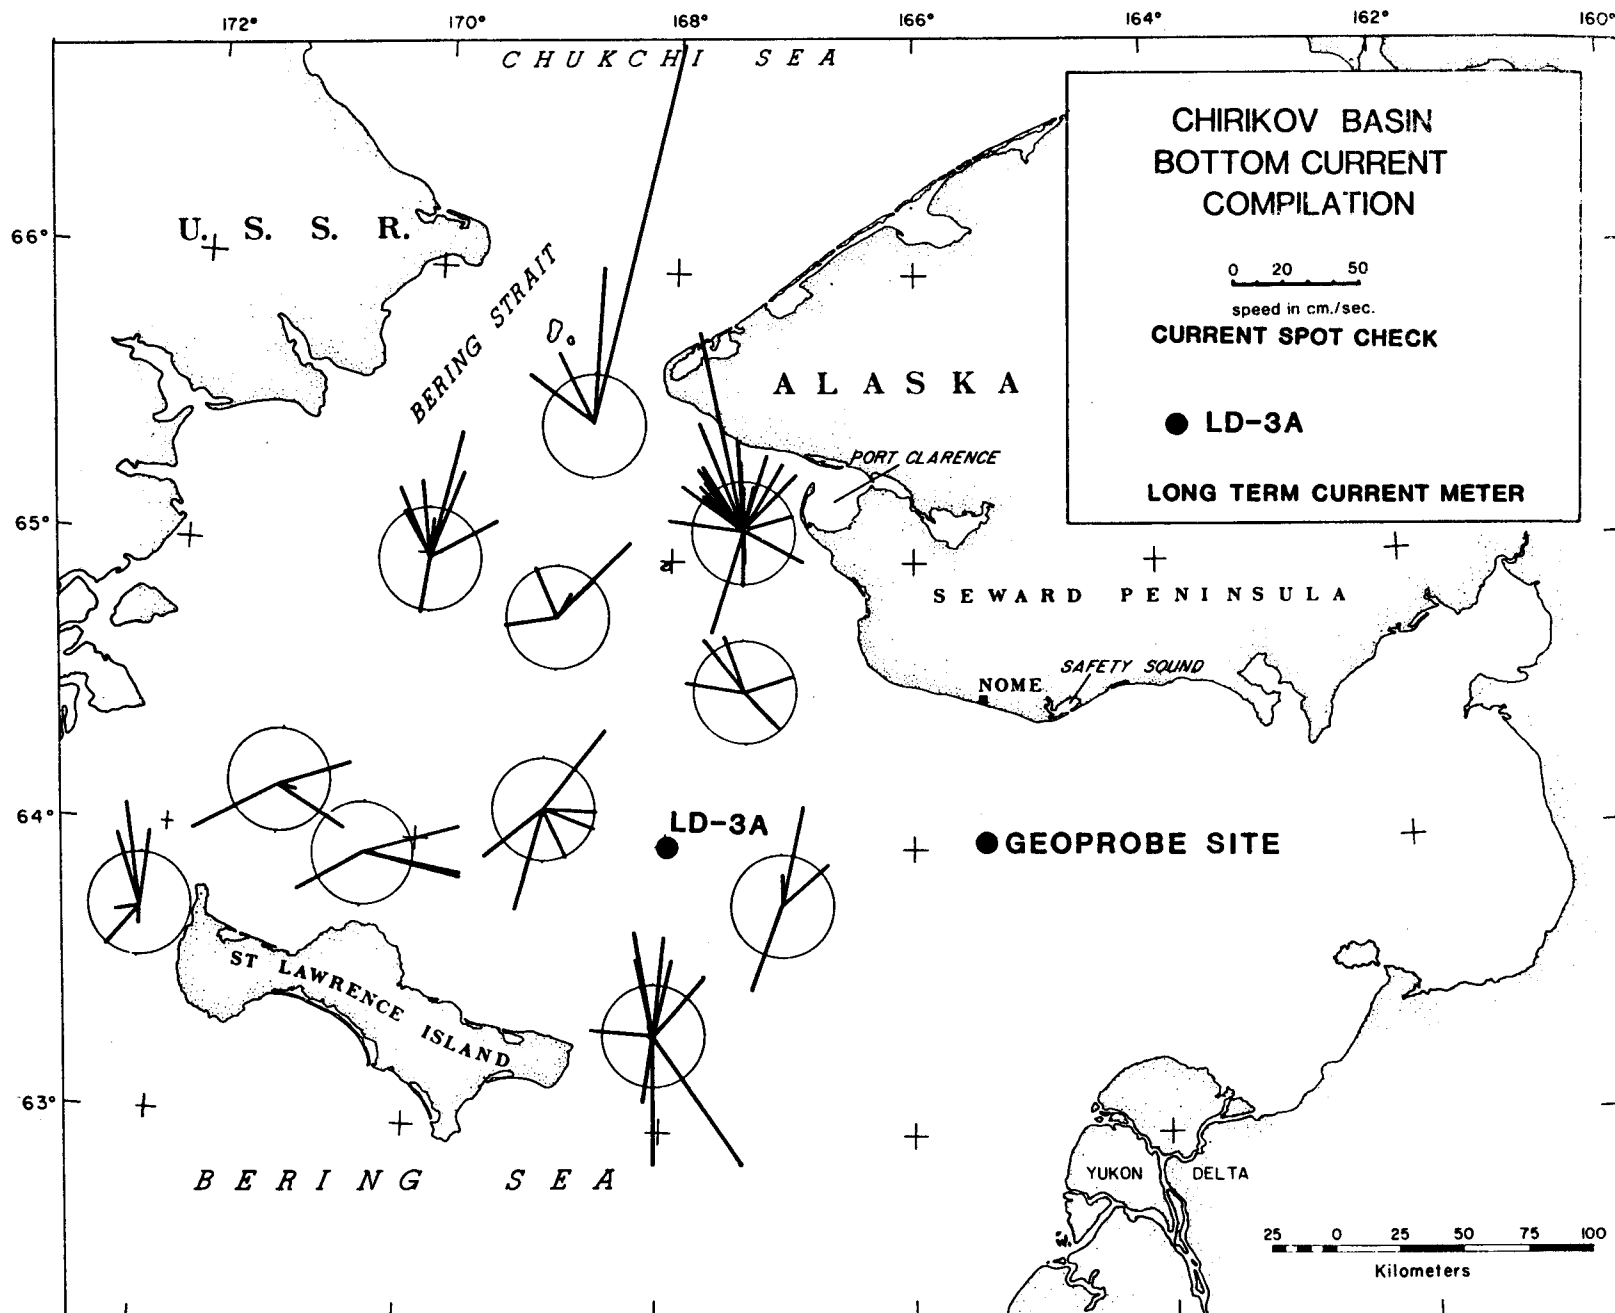 172° 170° 168° 166° 164° 162° 160°
CHUKCHI SEA
CHIRIKOV BASIN
BOTTOM CURRENT
COMPILATION
0 20 50
speed in cm./sec.
CURRENT SPOT CHECK
LD-3A
LONG TERM CURRENT METER
66°
U. S. S. R.
BERING STRAIT
ALASKA
PORT CLARENCE
65°
SEWARD PENINSULA
SAFETY SOUND
NOME
64°
LD-3A
GEOPROBE SITE
ST LAWRENCE ISLAND
63°
BERING SEA
YUKON DELTA
25 0 25 50 75 100
Kilometers